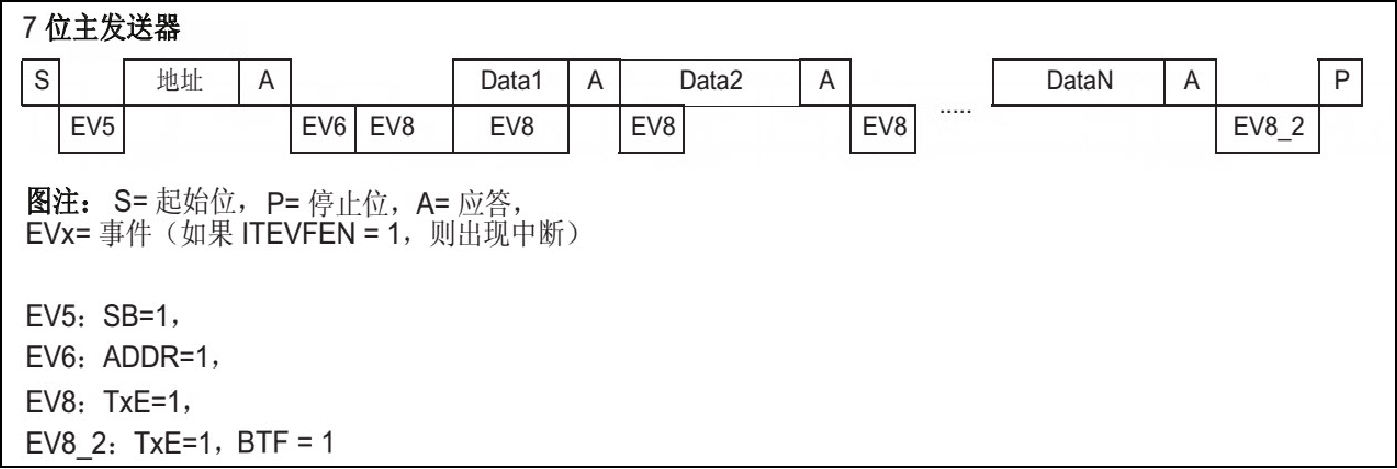 7 位主发送器
S 地址 A Data1 A Data2 A ..... DataN A P
EV5 EV6 EV8 EV8 EV8 EV8 EV8_2
图注： S= 起始位，P= 停止位，A= 应答，
EVx= 事件（如果 ITEVFEN = 1，则出现中断）
EV5：SB=1，
EV6：ADDR=1，
EV8：TxE=1，
EV8_2：TxE=1，BTF = 1